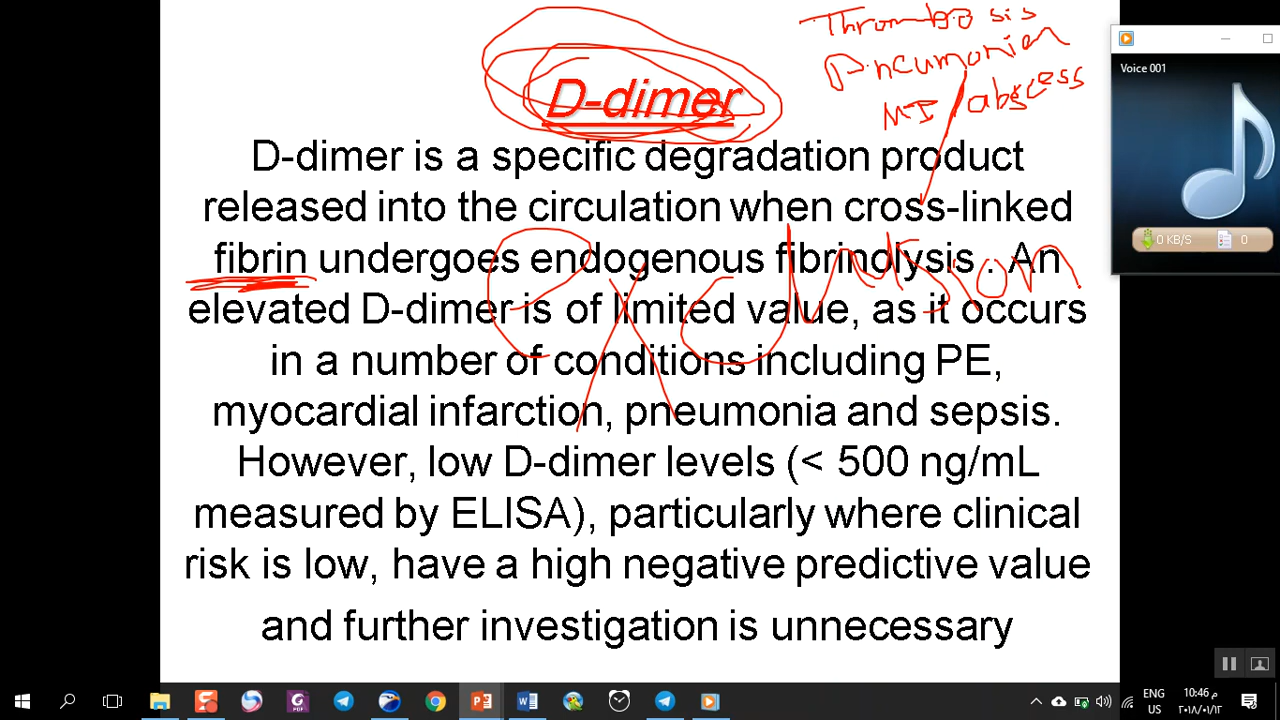 Thrombosis
Pneumonia
MI abscess
D-dimer
D-dimer is a specific degradation product
released into the circulation when cross-linked
fibrin undergoes endogenous fibrinolysis . An
elevated D-dimer is of limited value, as it occurs
in a number of conditions including PE,
myocardial infarction, pneumonia and sepsis.
However, low D-dimer levels (< 500 ng/mL
measured by ELISA), particularly where clinical
risk is low, have a high negative predictive value
and further investigation is unnecessary
exclusion
Voice 001
0 KB/S 0
ENG
US
م 10:46
٢٠١٨/٠١/١٢